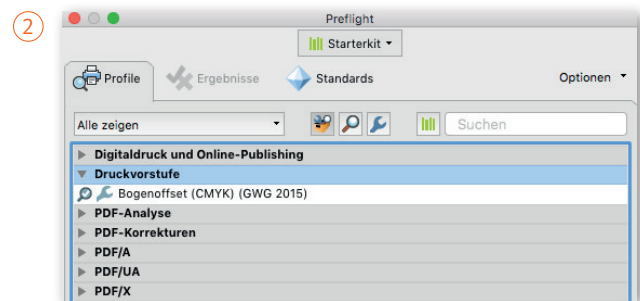 2
Preflight
Starterkit
Profile Ergebnisse Standards Optionen
Alle zeigen Suchen
Digitaldruck und Online-Publishing
Druckvorstufe
Bogenoffset (CMYK) (GWG 2015)
PDF-Analyse
PDF-Korrekturen
PDF/A
PDF/UA
PDF/X